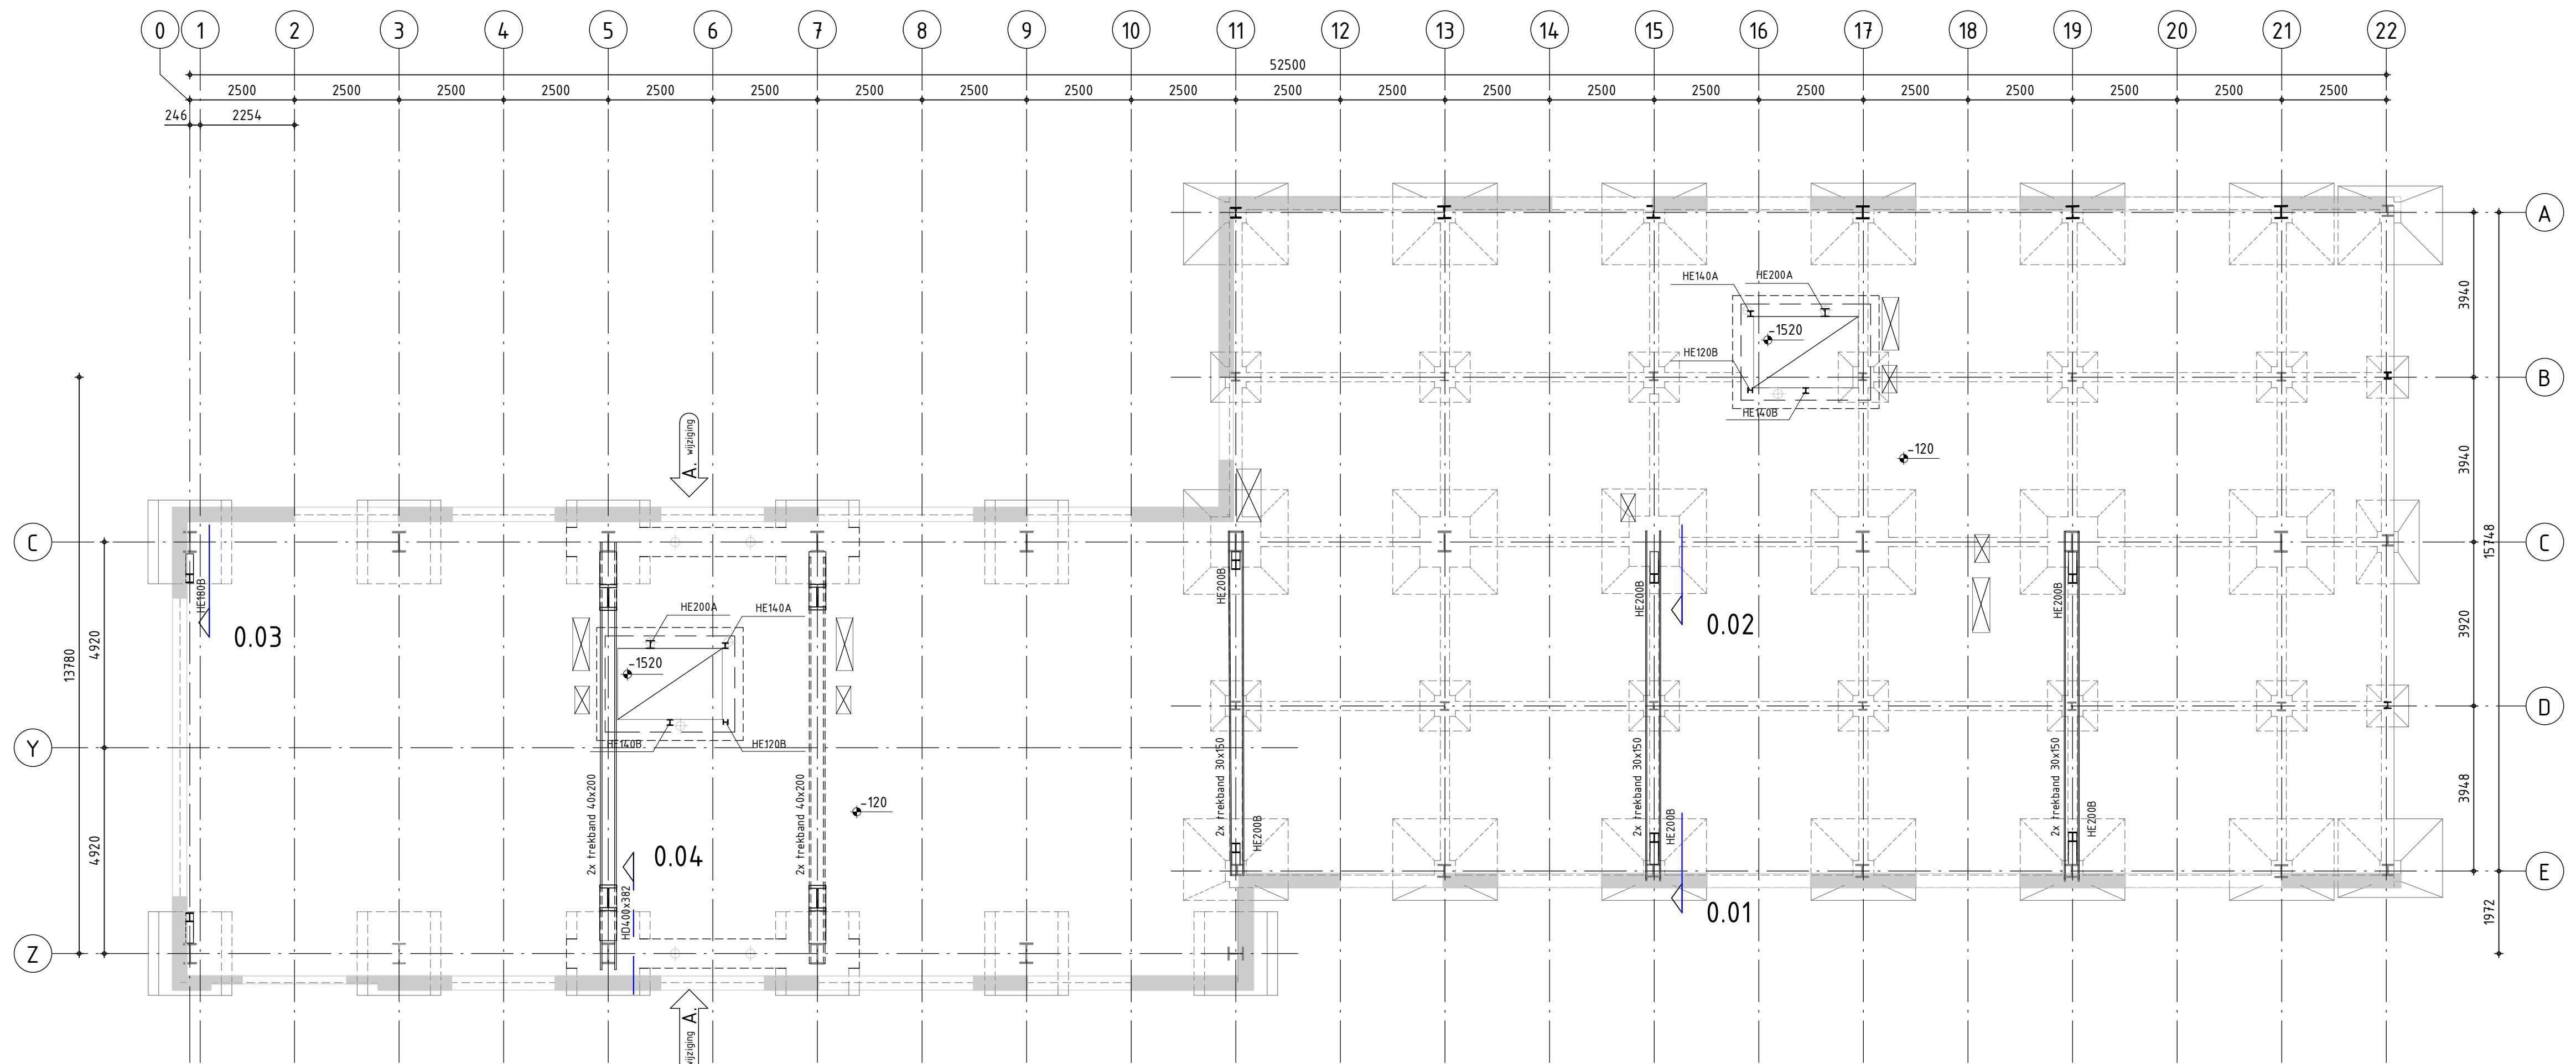 0 1 2 3 4 5 6 7 8 9 10 11 12 13 14 15 16 17 18 19 20 21 22
52500
2500 2500 2500 2500 2500 2500 2500 2500 2500 2500 2500 2500 2500 2500 2500 2500 2500 2500 2500 2500 2500
246 2254
A
HE140A HE200A
3940
-1520
HE120B
B
HE140B
A. wijziging
-120
3940
C
C
15748
HE180B
HE200B
HE200B
HE200B
0.03
0.02
HE200A HE140A
4920
3920
13780
-1520
D
HE140B HE120B
Y
2x trekband 40x200
2x trekband 40x200
2x trekband 30x150
2x trekband 30x150
2x trekband 30x150
3948
-120
HE200B
HE200B
HE200B
4920
0.04
E
HD400x382
0.01
1972
Z
A. wijziging